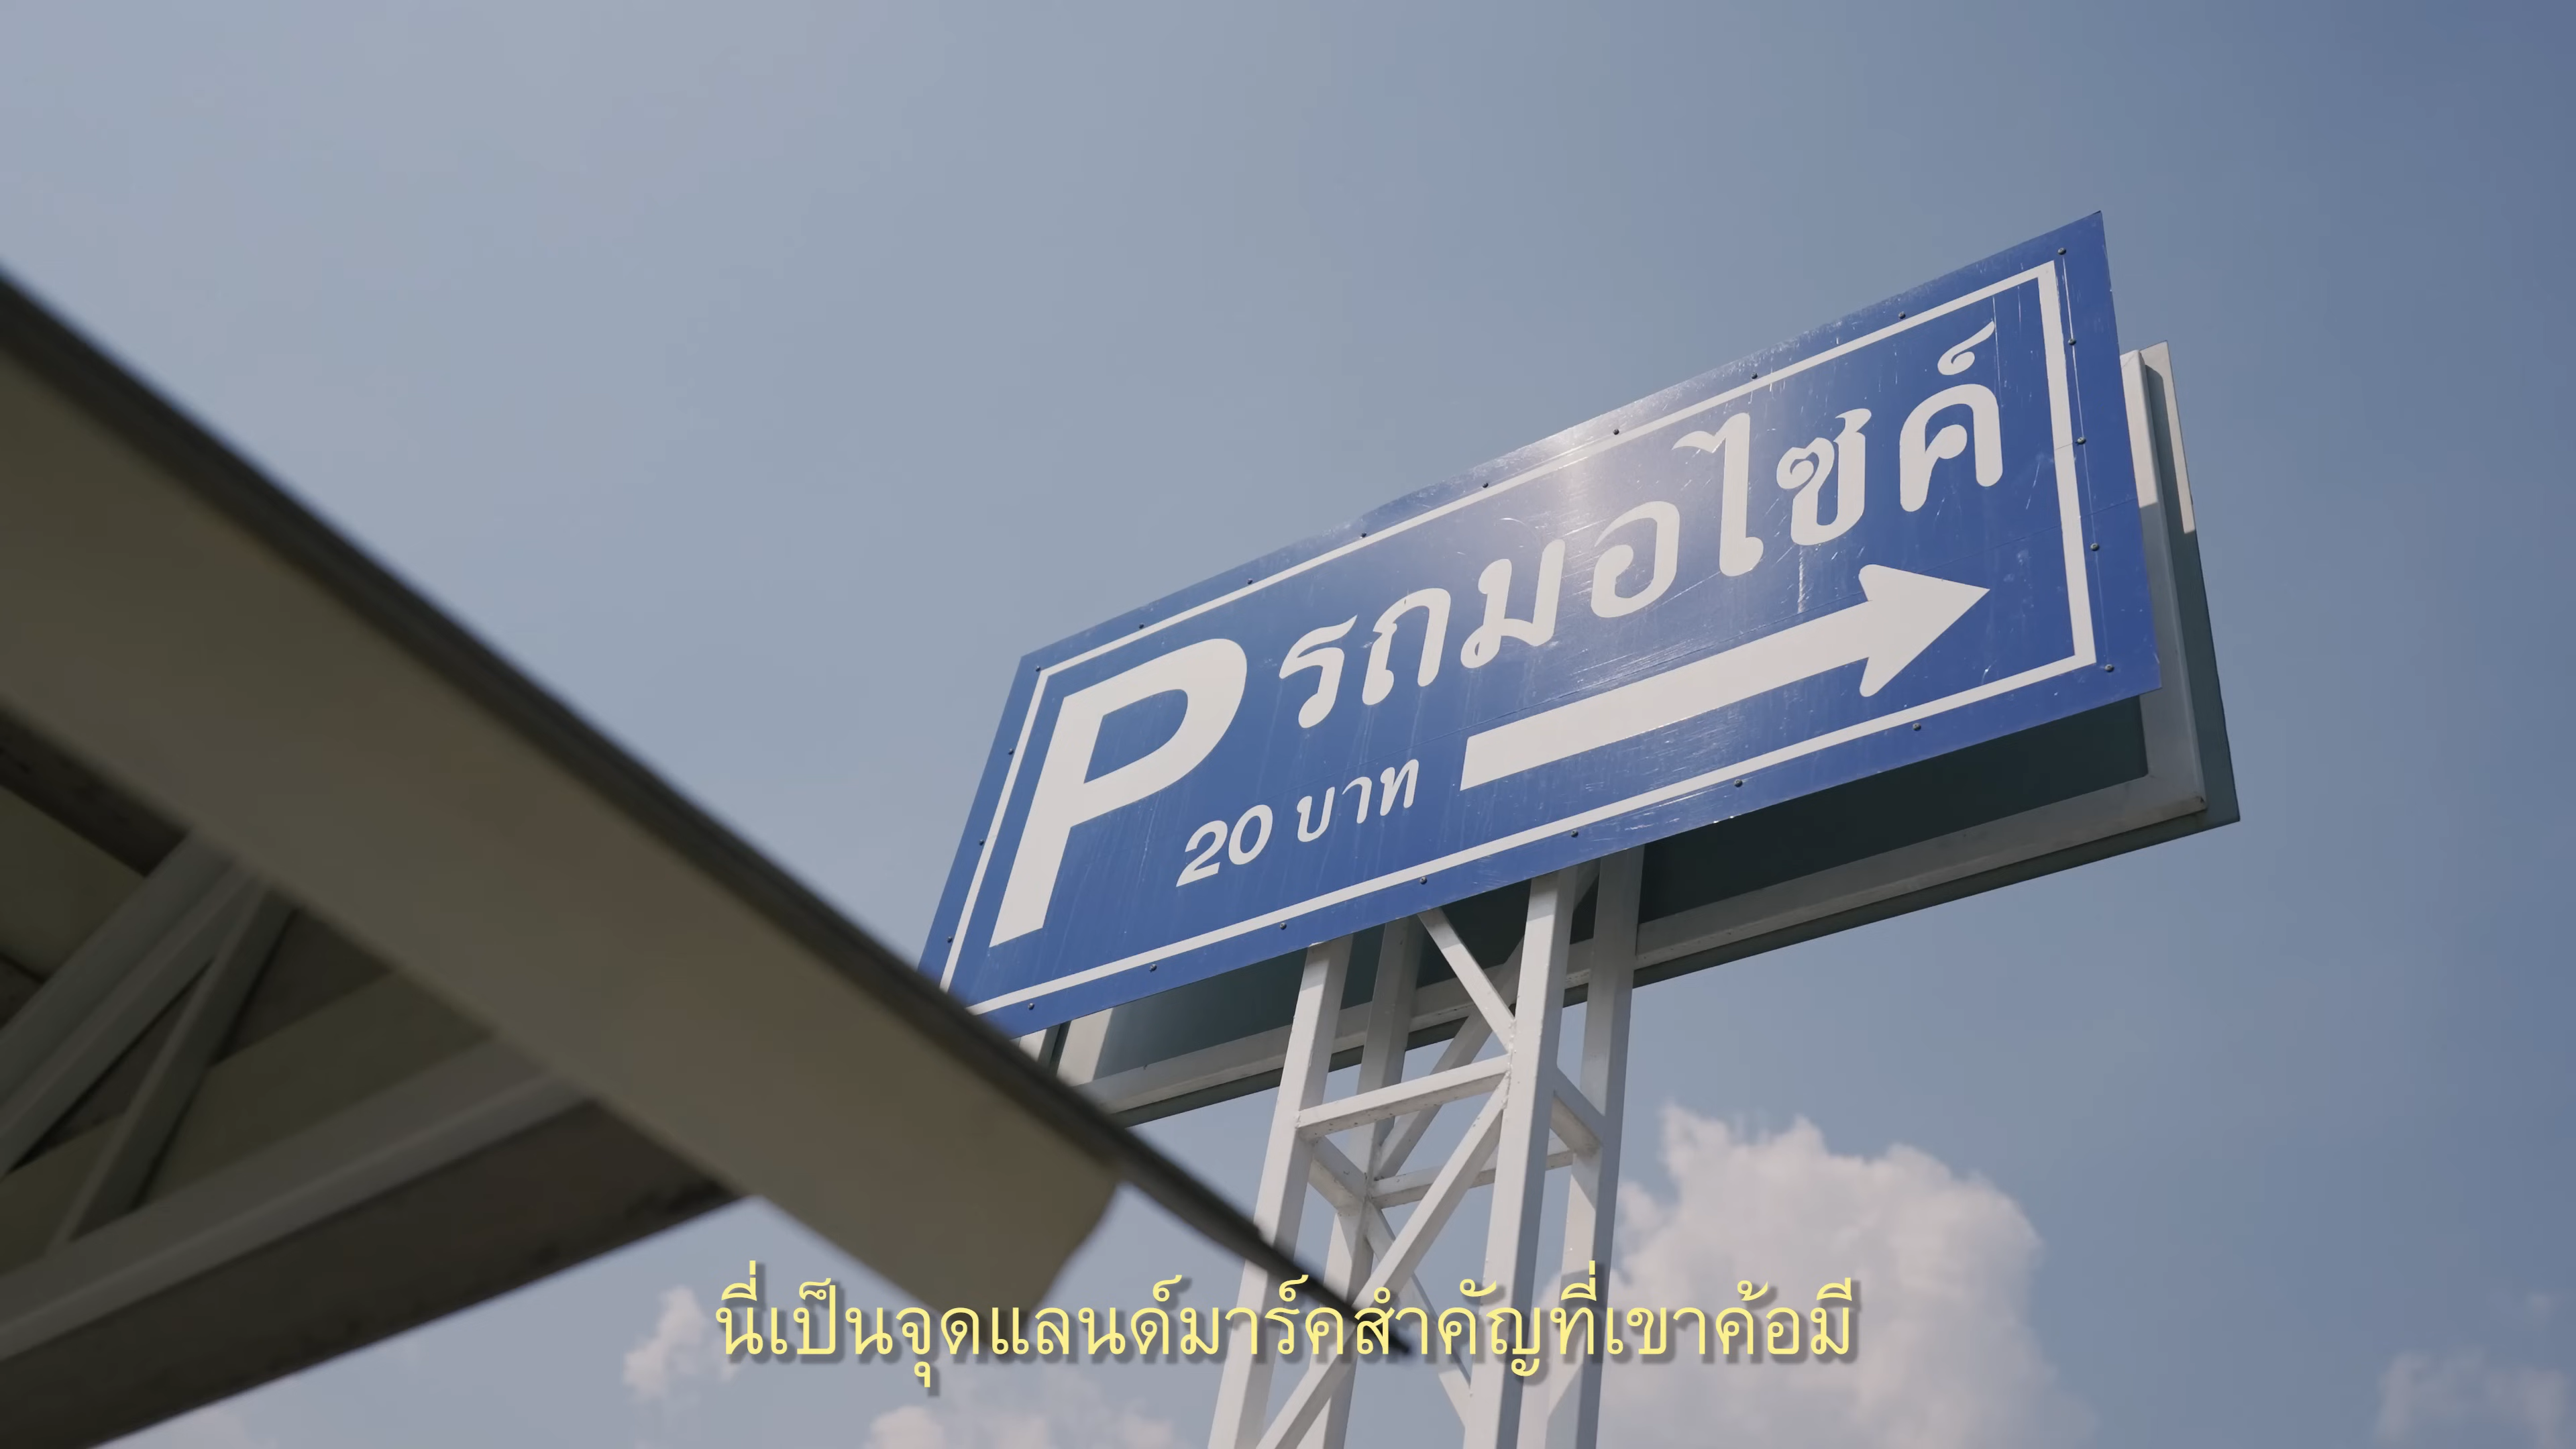 P รถมอไซค์
20 บาท
นี่เป็นจุดแลนด์มาร์คสำคัญที่เขาค้อมี